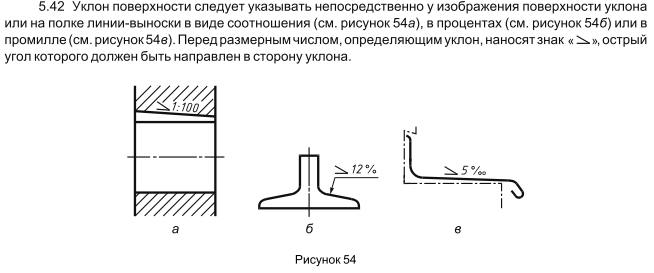 5.42 Уклон поверхности следует указывать непосредственно у изображения поверхности уклона
или на полке линии-выноски в виде соотношения (см. рисунок 54а), в процентах (см. рисунок 54б) или в
промилле (см. рисунок 54в). Перед размерным числом, определяющим уклон, наносят знак «⦣», острый
угол которого должен быть направлен в сторону уклона.
1:100
12%
5‰
а
б
в
Рисунок 54